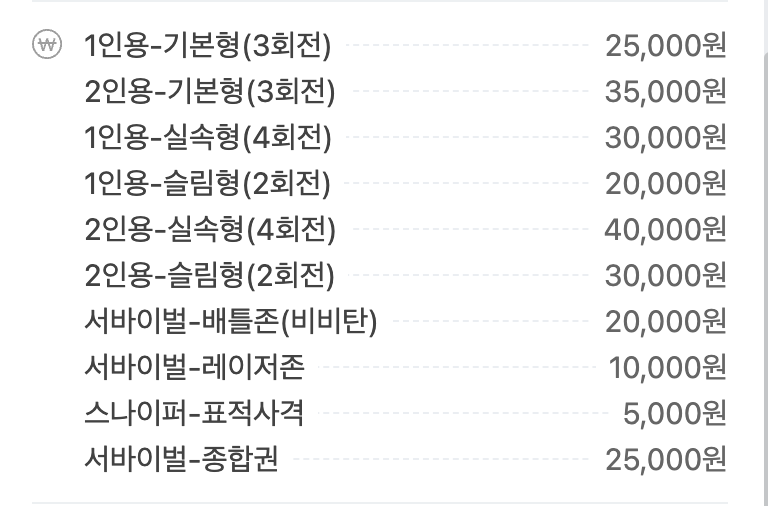 ₩ 1인용-기본형(3회전) 25,000원
2인용-기본형(3회전) 35,000원
1인용-실속형(4회전) 30,000원
1인용-슬림형(2회전) 20,000원
2인용-실속형(4회전) 40,000원
2인용-슬림형(2회전) 30,000원
서바이벌-배틀존(비비탄) 20,000원
서바이벌-레이저존 10,000원
스나이퍼-표적사격 5,000원
서바이벌-종합권 25,000원